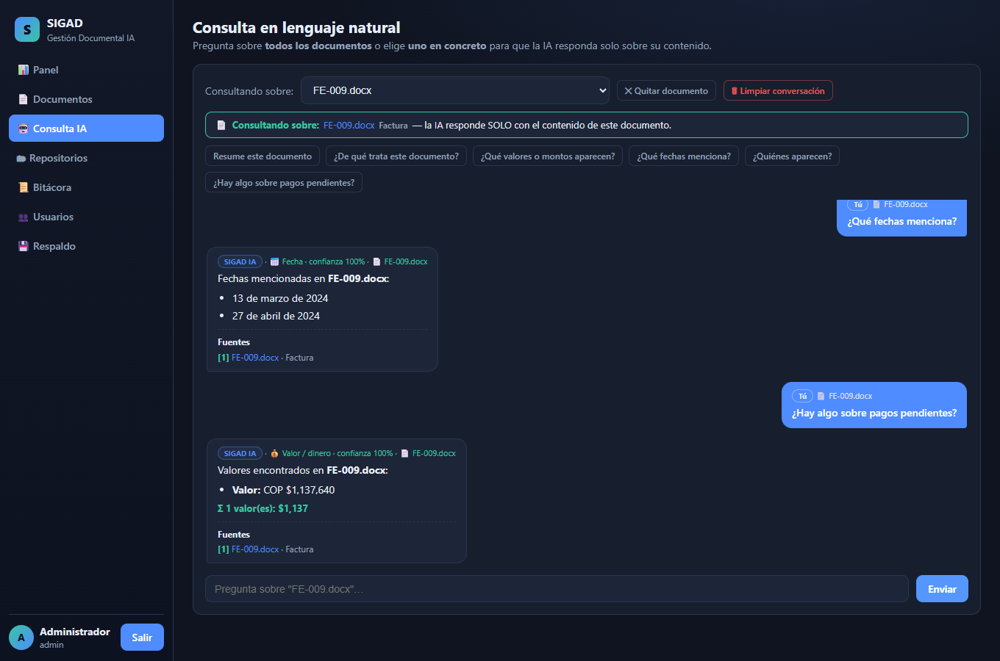 S
SIGAD
Gestión Documental IA
Panel
Documentos
Consulta IA
Repositorios
Bitácora
Usuarios
Respaldo
A
Administrador
admin
Salir
Consulta en lenguaje natural
Pregunta sobre todos los documentos o elige uno en concreto para que la IA responda solo sobre su contenido.
Consultando sobre: FE-009.docx Quitar documento Limpiar conversación
Consultando sobre: FE-009.docx Factura — la IA responde SOLO con el contenido de este documento.
Resume este documento ¿De qué trata este documento? ¿Qué valores o montos aparecen? ¿Qué fechas menciona? ¿Quiénes aparecen?
¿Hay algo sobre pagos pendientes?
Tú FE-009.docx
¿Qué fechas menciona?
SIGAD IA · Fecha · confianza 100% · FE-009.docx
Fechas mencionadas en FE-009.docx:
• 13 de marzo de 2024
• 27 de abril de 2024
Fuentes
[1] FE-009.docx · Factura
Tú FE-009.docx
¿Hay algo sobre pagos pendientes?
SIGAD IA · Valor / dinero · confianza 100% · FE-009.docx
Valores encontrados en FE-009.docx:
• Valor: COP $1,137,640
Σ 1 valor(es): $1,137
Fuentes
[1] FE-009.docx · Factura
Pregunta sobre "FE-009.docx"...
Enviar